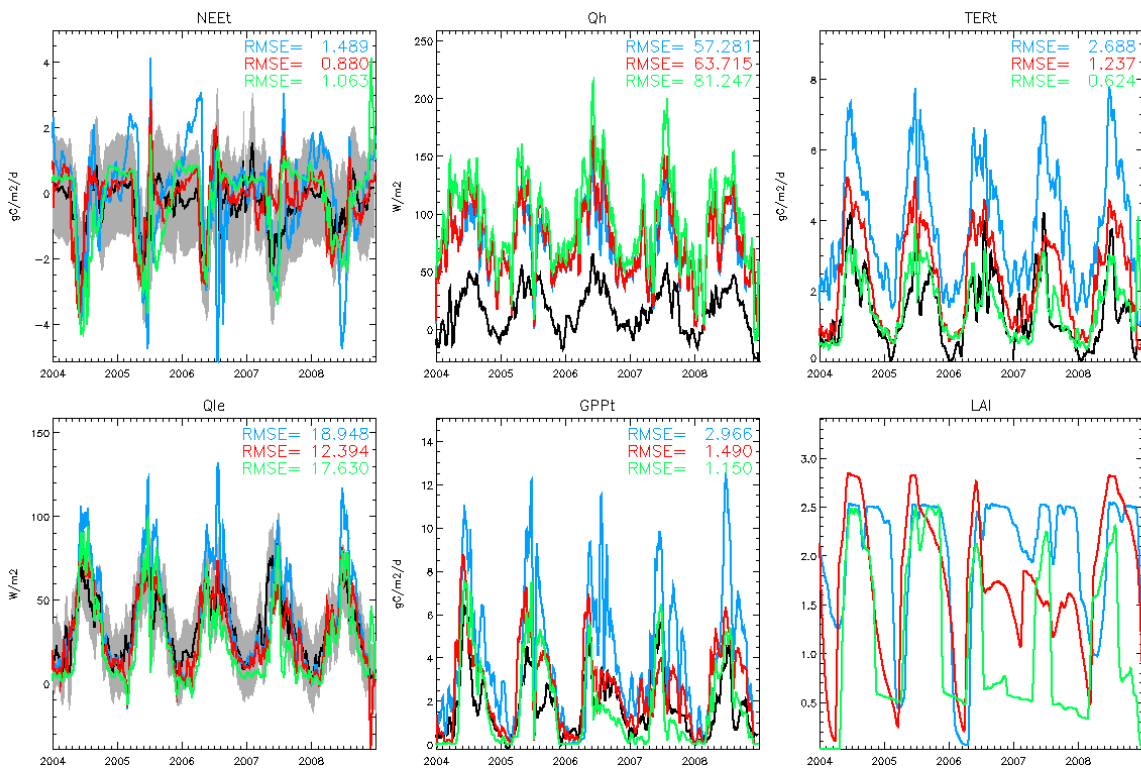 NEEt
RMSE= 1.489
RMSE= 0.880
RMSE= 1.063
4
2
0
−2
−4
gC/m2/d
2004 2005 2006 2007 2008
Qh
RMSE= 57.281
RMSE= 63.715
RMSE= 81.247
250
200
150
100
50
0
W/m2
2004 2005 2006 2007 2008
TERt
RMSE= 2.688
RMSE= 1.237
RMSE= 0.624
8
6
4
2
0
gC/m2/d
2004 2005 2006 2007 2008
Qle
RMSE= 18.948
RMSE= 12.394
RMSE= 17.630
150
100
50
0
W/m2
2004 2005 2006 2007 2008
GPPt
RMSE= 2.966
RMSE= 1.490
RMSE= 1.150
14
12
10
8
6
4
2
0
gC/m2/d
2004 2005 2006 2007 2008
LAI
3.0
2.5
2.0
1.5
1.0
0.5
2004 2005 2006 2007 2008